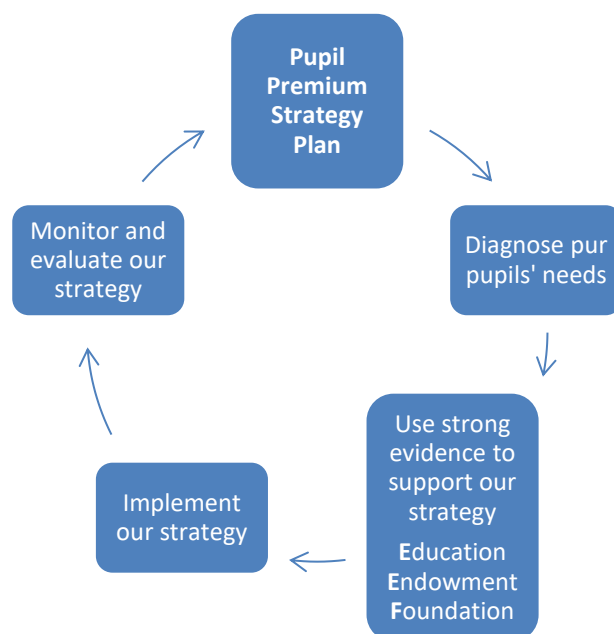 Pupil
Premium
Strategy
Plan
Diagnose pur
pupils' needs
Use strong
evidence to
support our
strategy
Education
Endowment
Foundation
Implement
our strategy
Monitor and
evaluate our
strategy